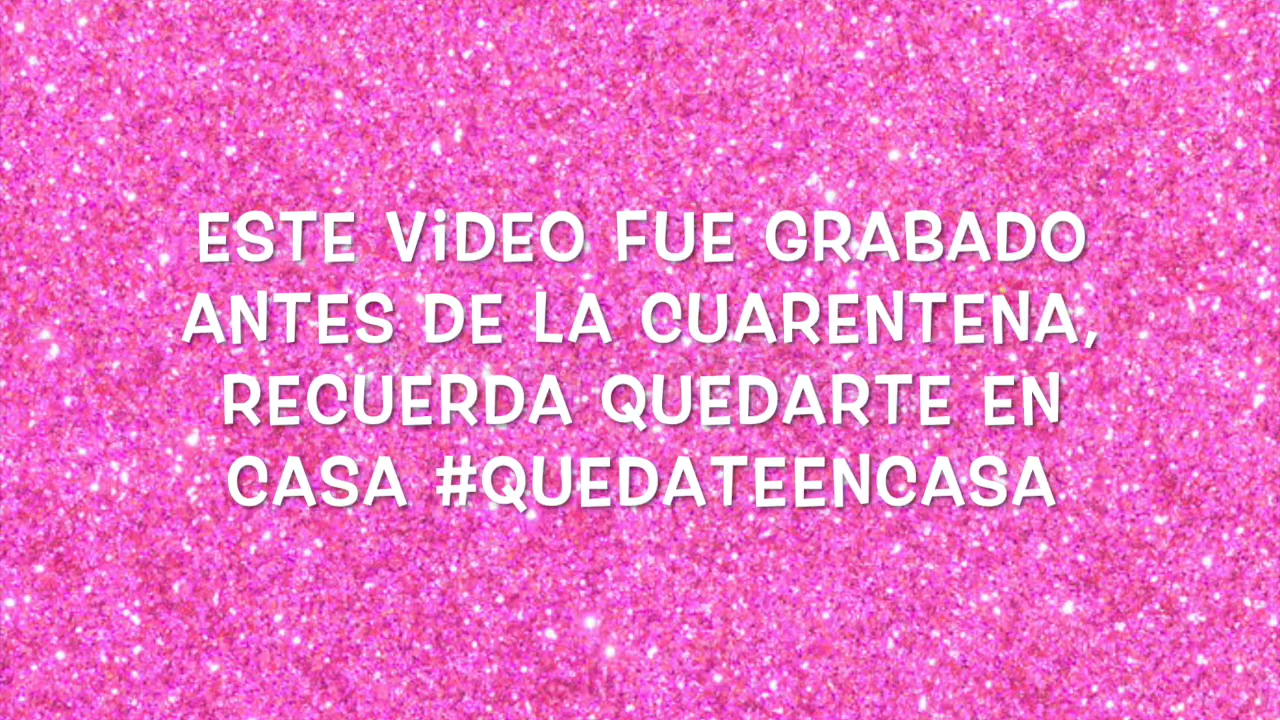 ESTE ViDEO FUE GRABADO
ANTES DE LA CUARENTENA,
RECUERDA QUEDARTE EN
CASA #QUEDATEENCASA